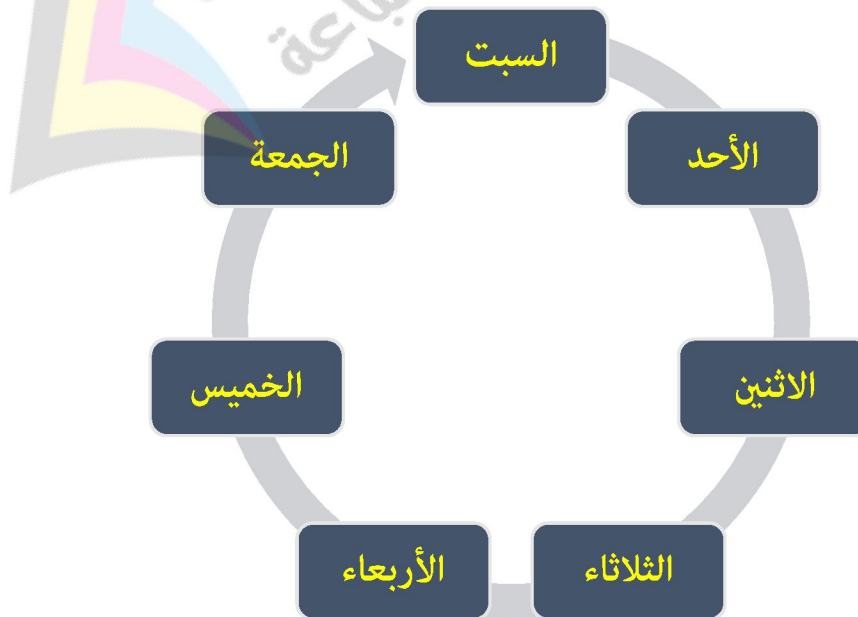 السبت
الأحد
الاثنين
الثلاثاء
الأربعاء
الخميس
الجمعة